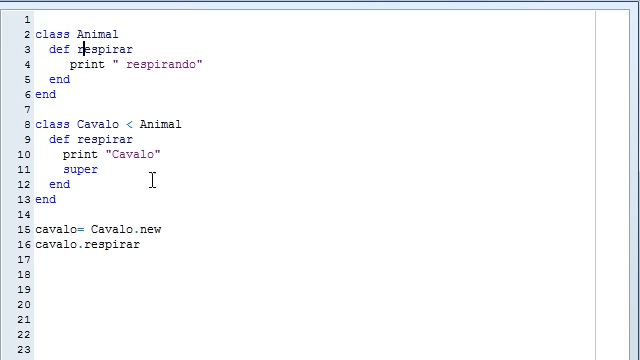 1
2 class Animal
3   def respirar
4      print " respirando"
5   end
6 end
7
8 class Cavalo < Animal
9   def respirar
10     print "Cavalo"
11     super
12   end
13 end
14
15 cavalo= Cavalo.new
16 cavalo.respirar
17
18
19
20
21
22
23